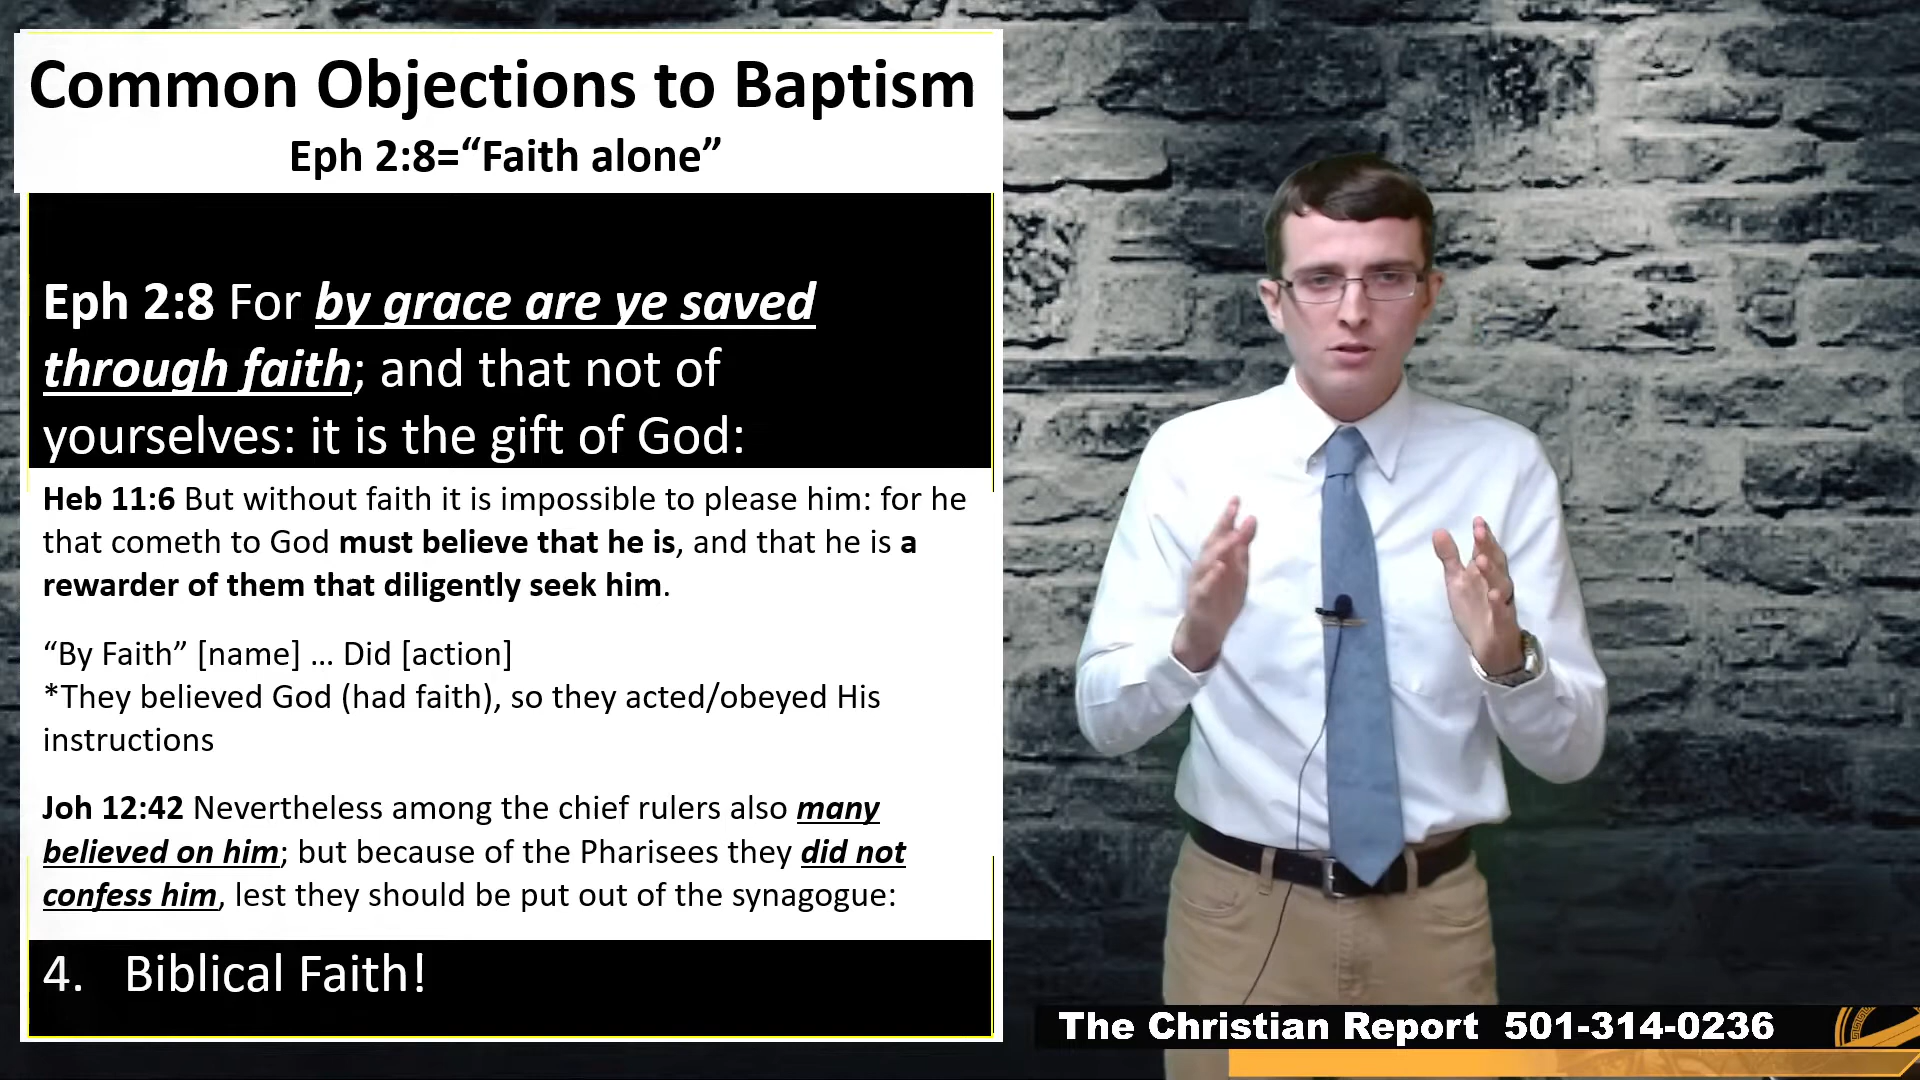 Common Objections to Baptism
Eph 2:8=“Faith alone”
Eph 2:8 For by grace are ye saved
through faith; and that not of
yourselves: it is the gift of God:
Heb 11:6 But without faith it is impossible to please him: for he
that cometh to God must believe that he is, and that he is a
rewarder of them that diligently seek him.
“By Faith” [name] … Did [action]
*They believed God (had faith), so they acted/obeyed His
instructions
Joh 12:42 Nevertheless among the chief rulers also many
believed on him; but because of the Pharisees they did not
confess him, lest they should be put out of the synagogue:
4. Biblical Faith!
The Christian Report 501-314-0236